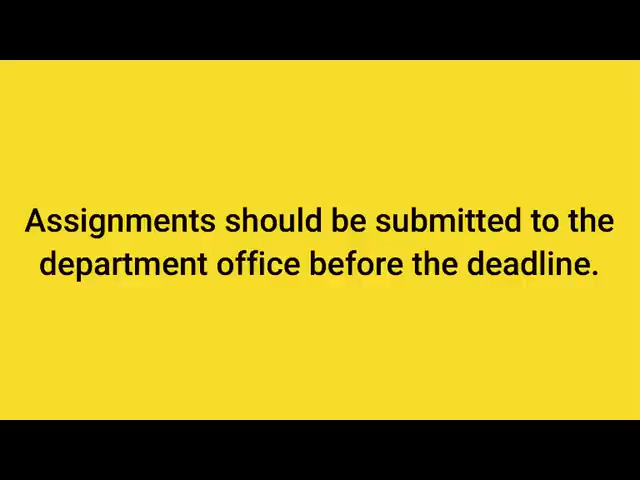 Assignments should be submitted to the
department office before the deadline.